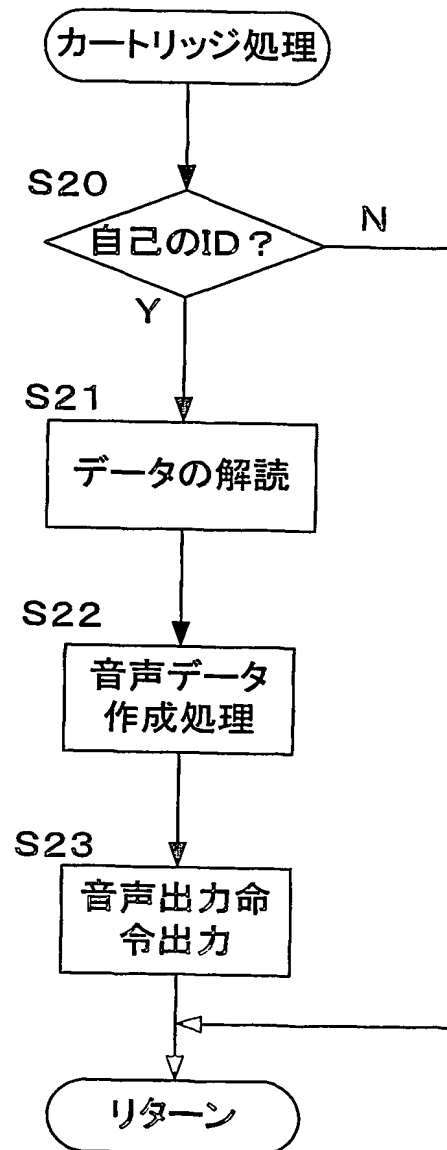 カートリッジ処理
S20
自己のID?
N
Y
S21
データの解読
S22
音声データ
作成処理
S23
音声出力命
令出力
リターン